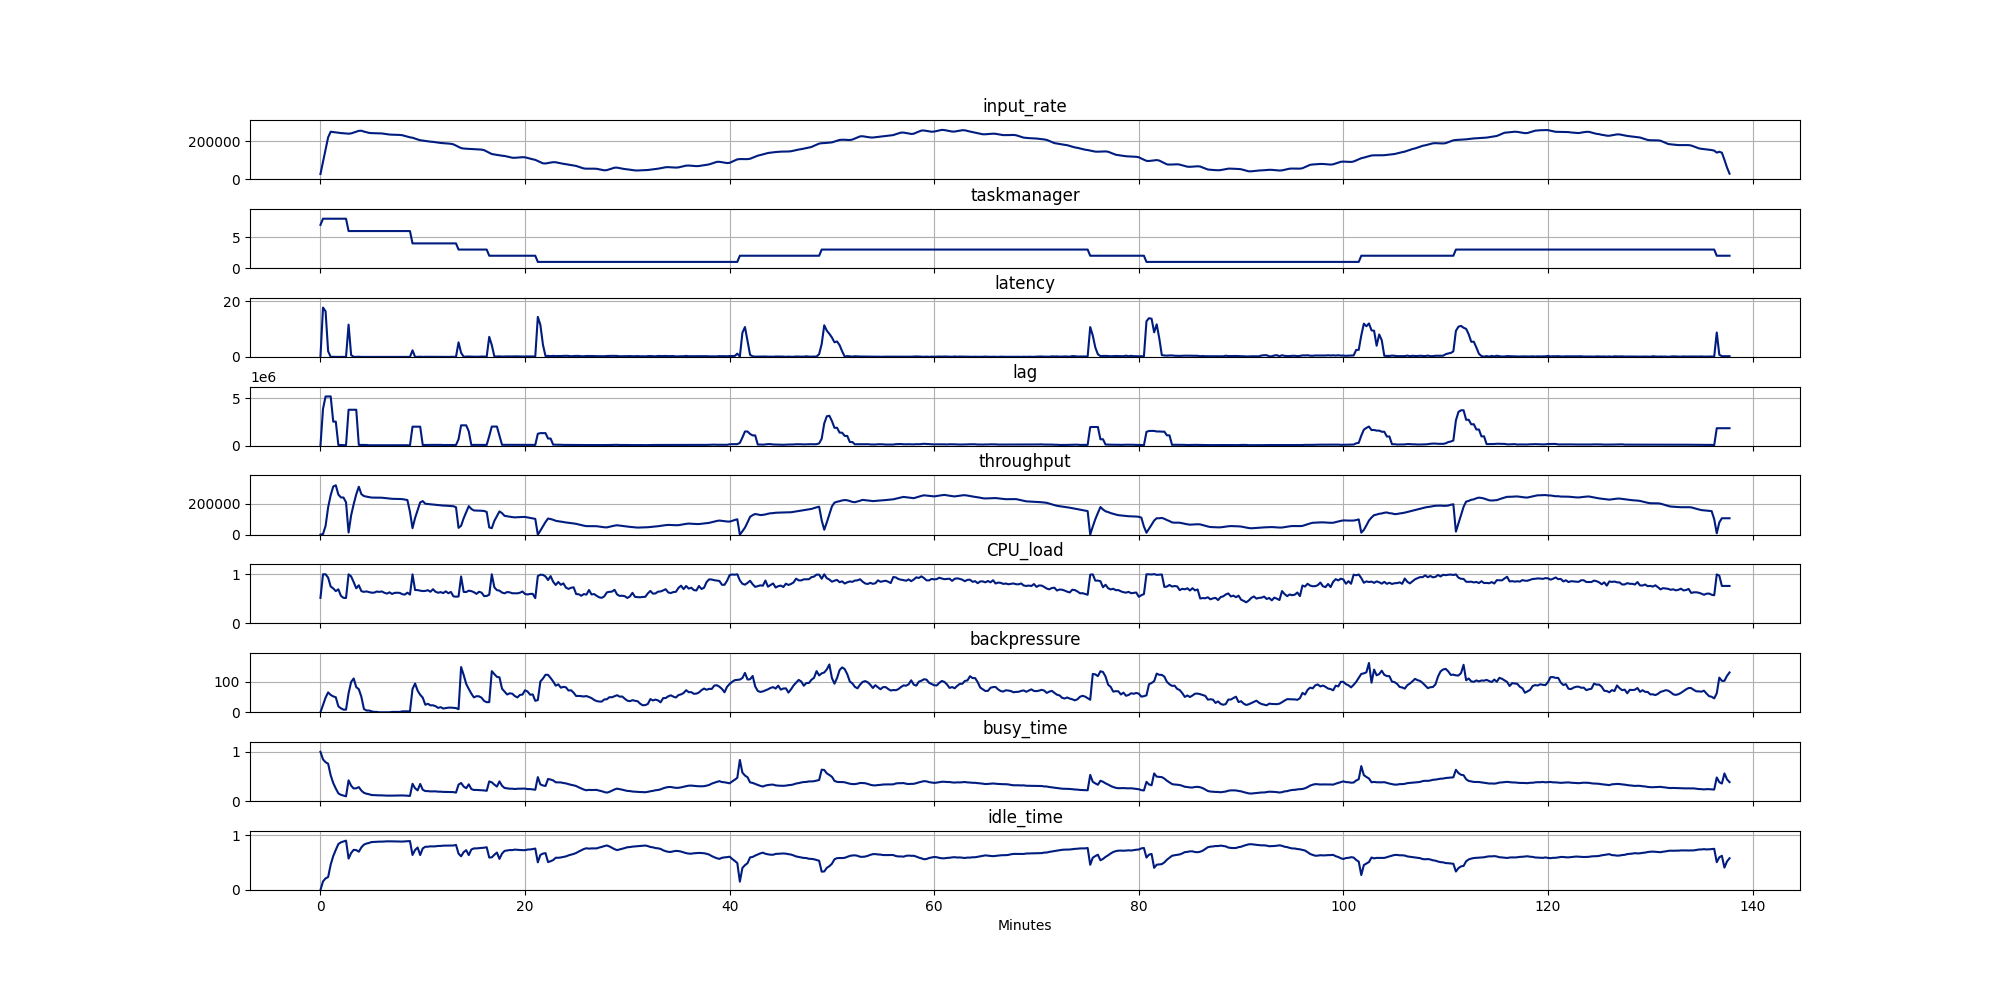 input_rate
200000
0
taskmanager
5
0
latency
20
0
1e6
lag
5
0
throughput
200000
0
CPU_load
1
0
backpressure
100
0
busy_time
1
0
idle_time
1
0
0 20 40 60 80 100 120 140
Minutes